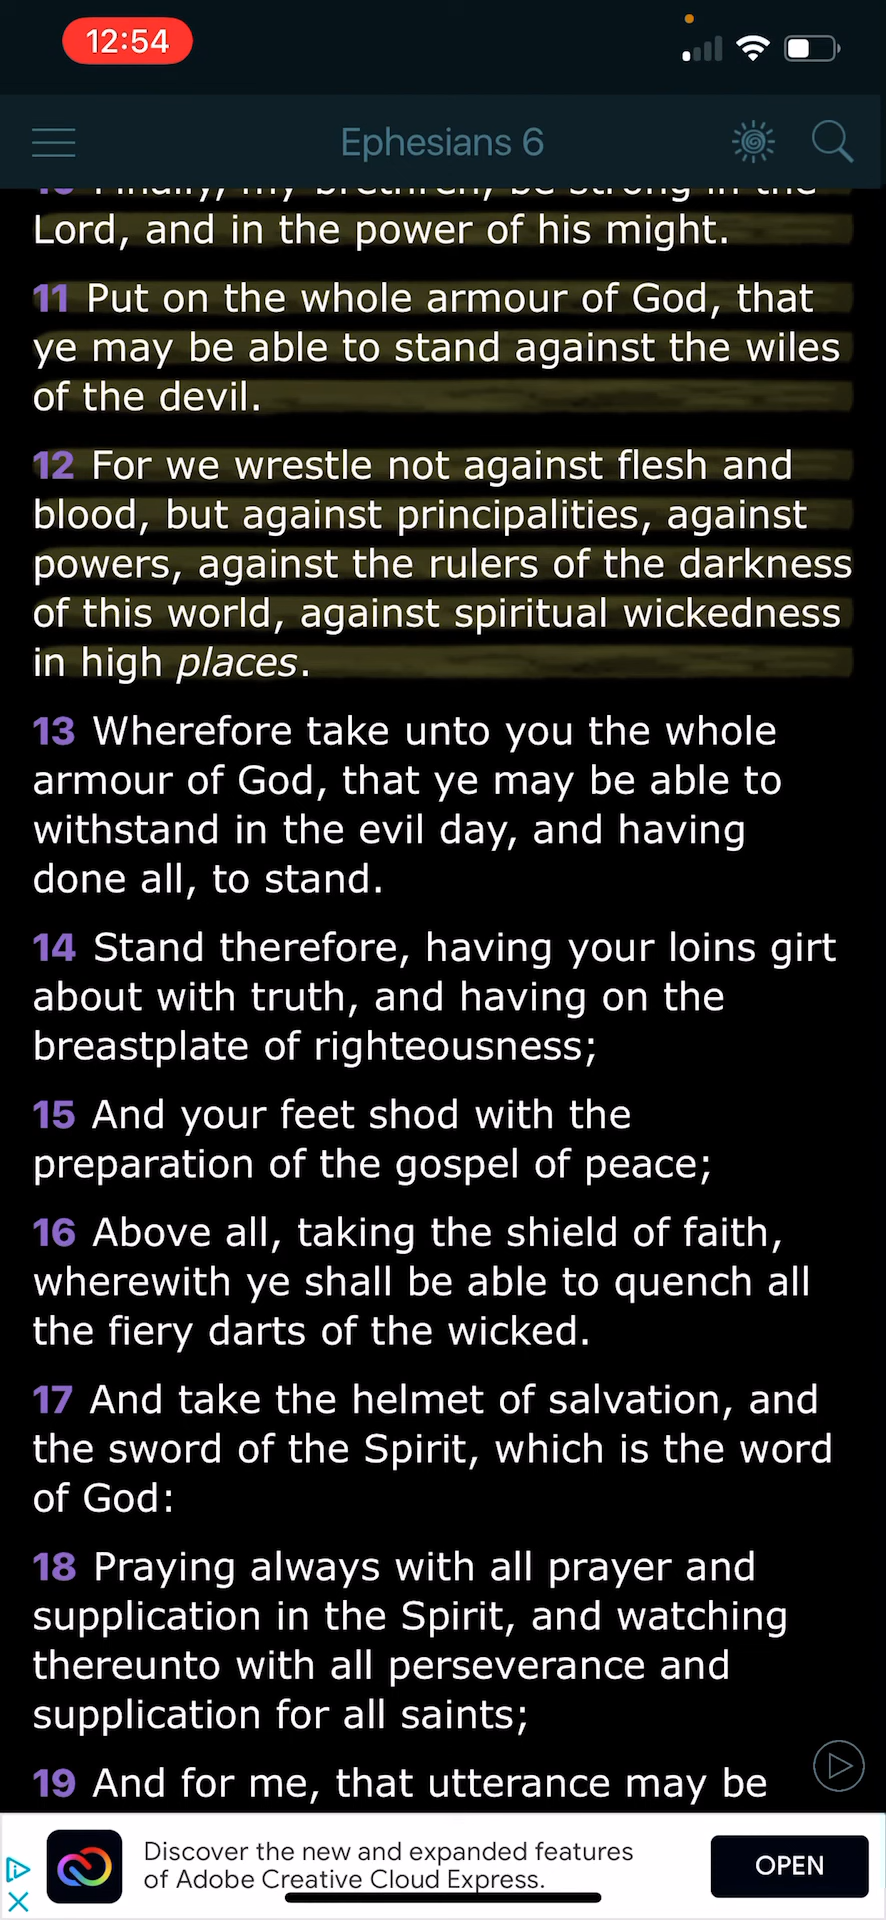 12:54
Ephesians 6
10 Finally, my brethren, be strong in the
Lord, and in the power of his might.
11 Put on the whole armour of God, that
ye may be able to stand against the wiles
of the devil.
12 For we wrestle not against flesh and
blood, but against principalities, against
powers, against the rulers of the darkness
of this world, against spiritual wickedness
in high places.
13 Wherefore take unto you the whole
armour of God, that ye may be able to
withstand in the evil day, and having
done all, to stand.
14 Stand therefore, having your loins girt
about with truth, and having on the
breastplate of righteousness;
15 And your feet shod with the
preparation of the gospel of peace;
16 Above all, taking the shield of faith,
wherewith ye shall be able to quench all
the fiery darts of the wicked.
17 And take the helmet of salvation, and
the sword of the Spirit, which is the word
of God:
18 Praying always with all prayer and
supplication in the Spirit, and watching
thereunto with all perseverance and
supplication for all saints;
19 And for me, that utterance may be
Discover the new and expanded features
of Adobe Creative Cloud Express.
OPEN